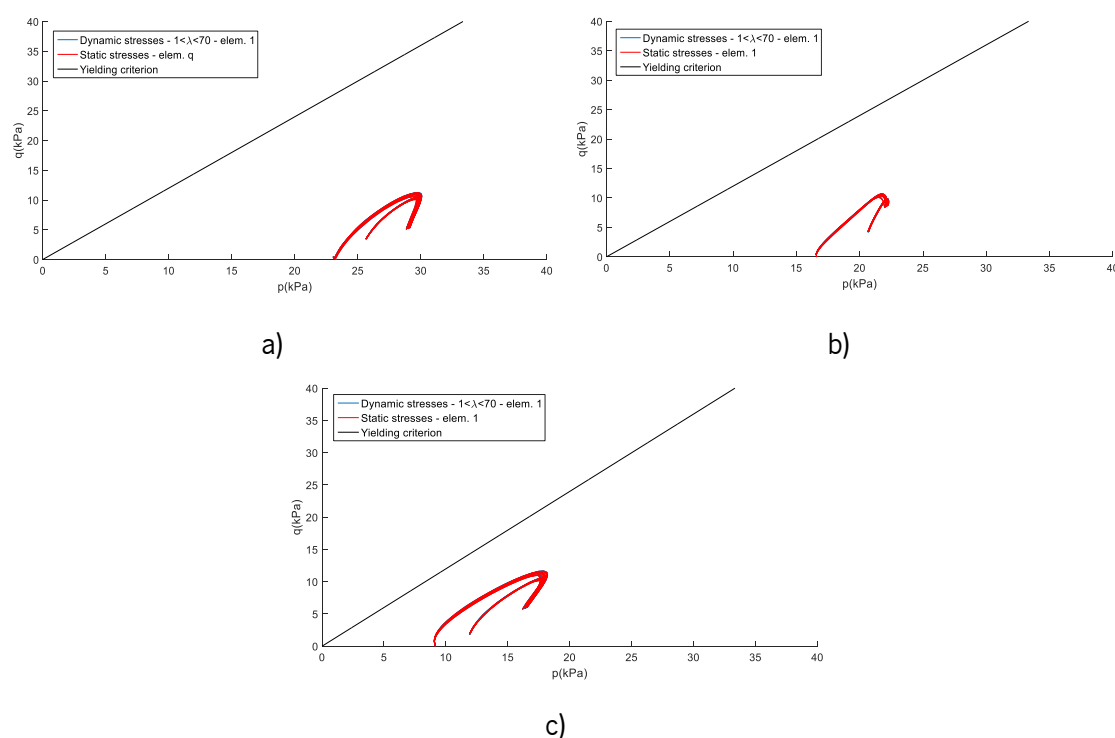 40
35
30
25
20
15
10
5
0
q(kPa)
Dynamic stresses - 1<λ<70 - elem. 1
Static stresses - elem. q
Yielding criterion
0 5 10 15 20 25 30 35 40
p(kPa)
a)
40
35
30
25
20
15
10
5
0
q(kPa)
Dynamic stresses - 1<λ<70 - elem. 1
Static stresses - elem. 1
Yielding criterion
0 5 10 15 20 25 30 35 40
p(kPa)
b)
40
35
30
25
20
15
10
5
0
q(kPa)
Dynamic stresses - 1<λ<70 - elem. 1
Static stresses - elem. 1
Yielding criterion
0 5 10 15 20 25 30 35 40
p(kPa)
c)